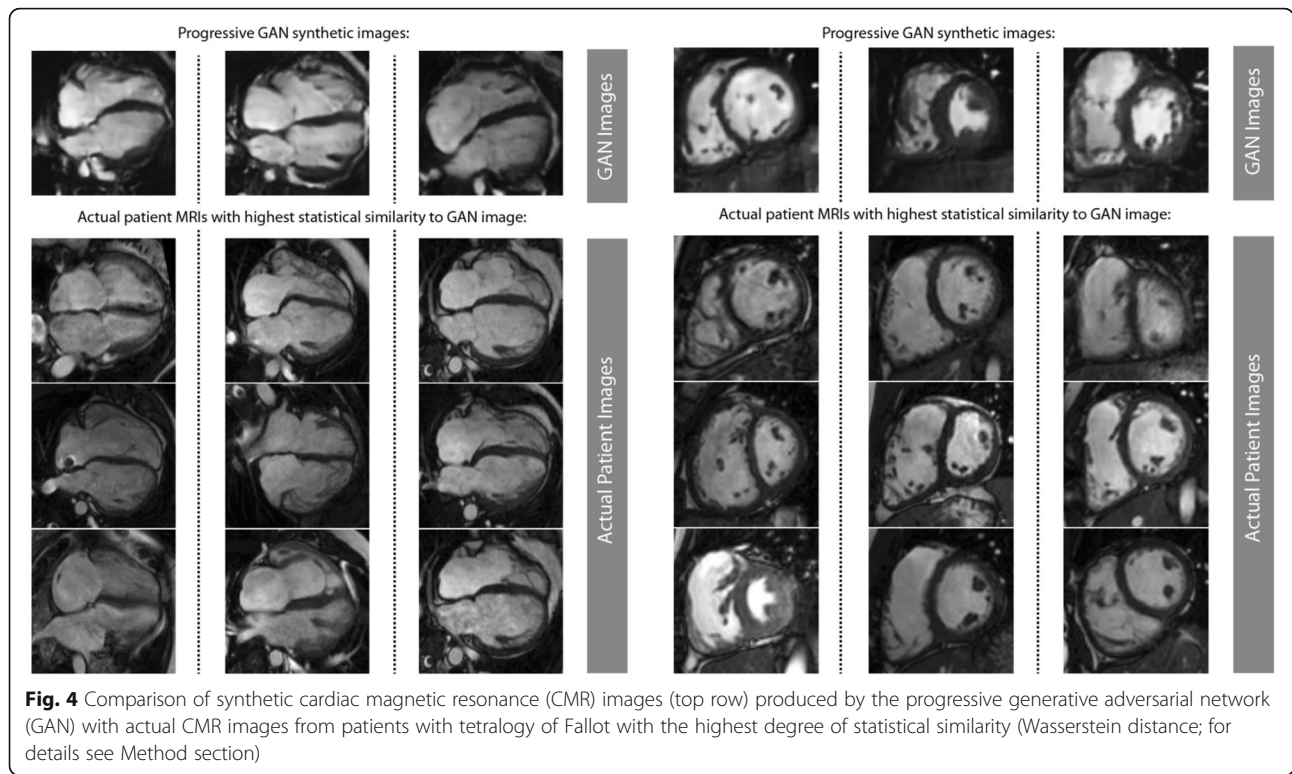 Progressive GAN synthetic images:
GAN Images
Actual patient MRIs with highest statistical similarity to GAN image:
Actual Patient Images
Progressive GAN synthetic images:
GAN Images
Actual patient MRIs with highest statistical similarity to GAN image:
Actual Patient Images
Fig. 4 Comparison of synthetic cardiac magnetic resonance (CMR) images (top row) produced by the progressive generative adversarial network
(GAN) with actual CMR images from patients with tetralogy of Fallot with the highest degree of statistical similarity (Wasserstein distance; for
details see Method section)